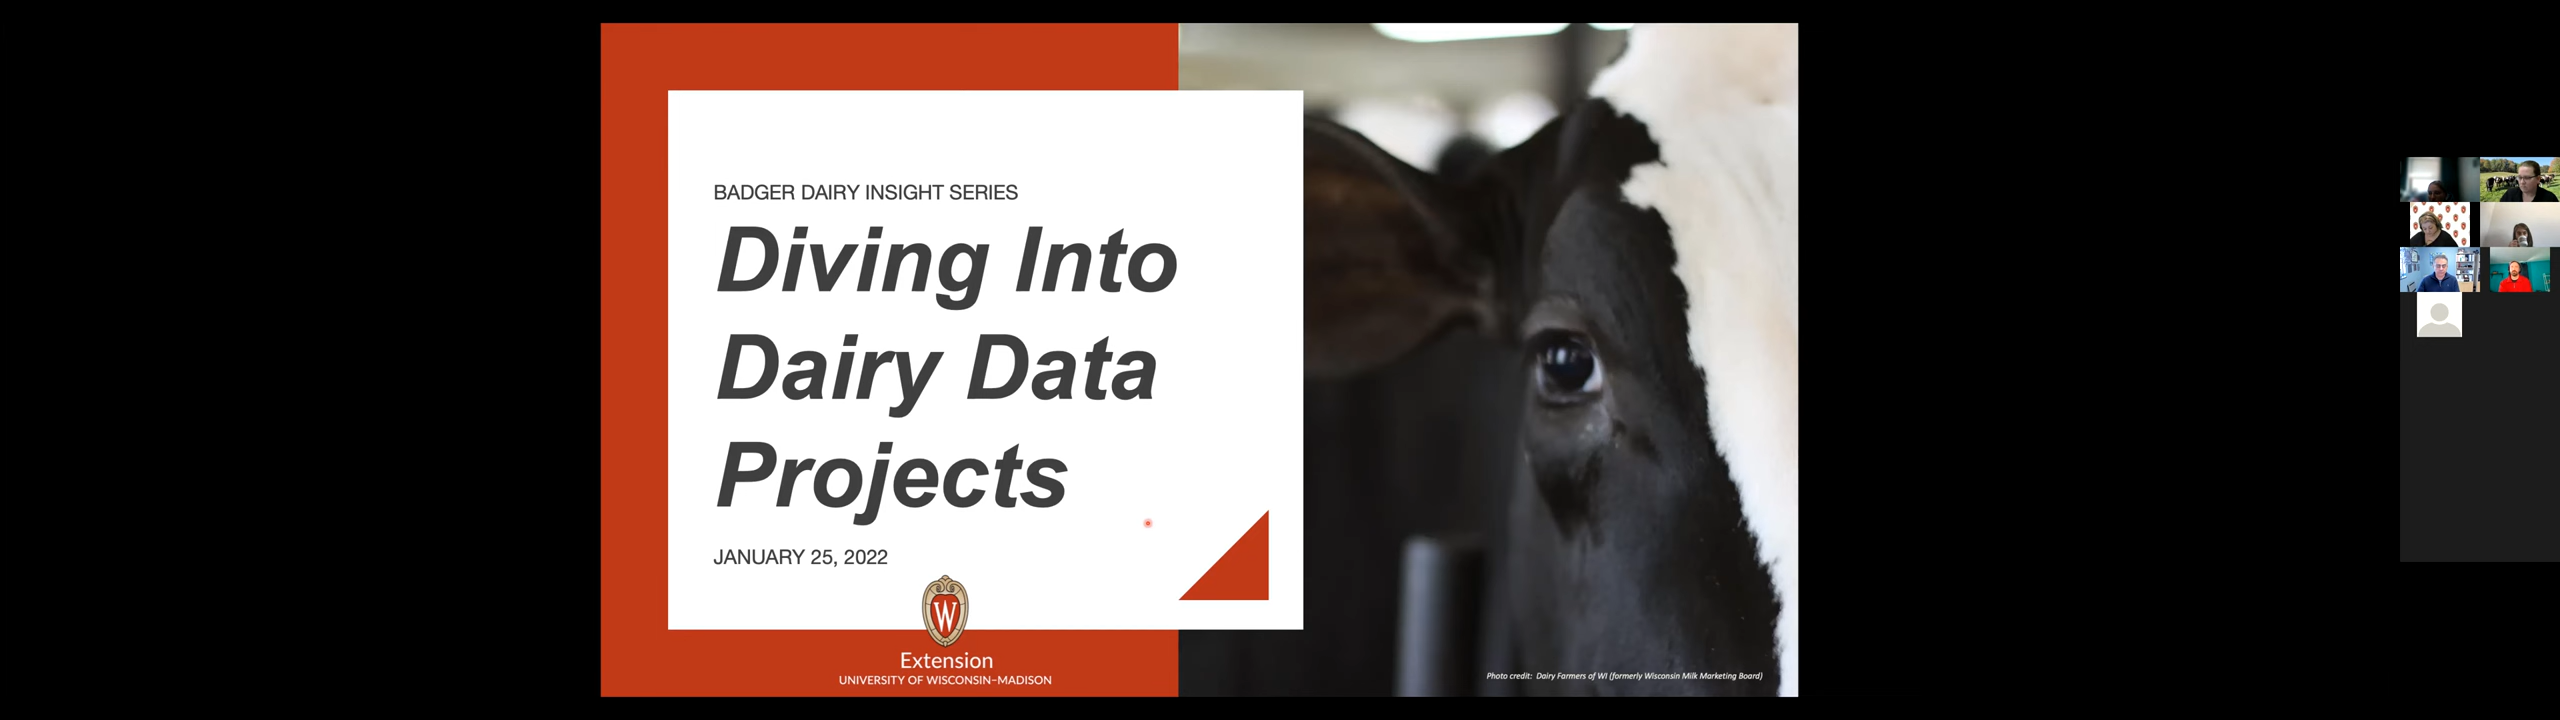 BADGER DAIRY INSIGHT SERIES
Diving Into
Dairy Data
Projects
JANUARY 25, 2022
W
Extension
UNIVERSITY OF WISCONSIN–MADISON
Photo credit: Dairy Farmers of WI (formerly Wisconsin Milk Marketing Board)